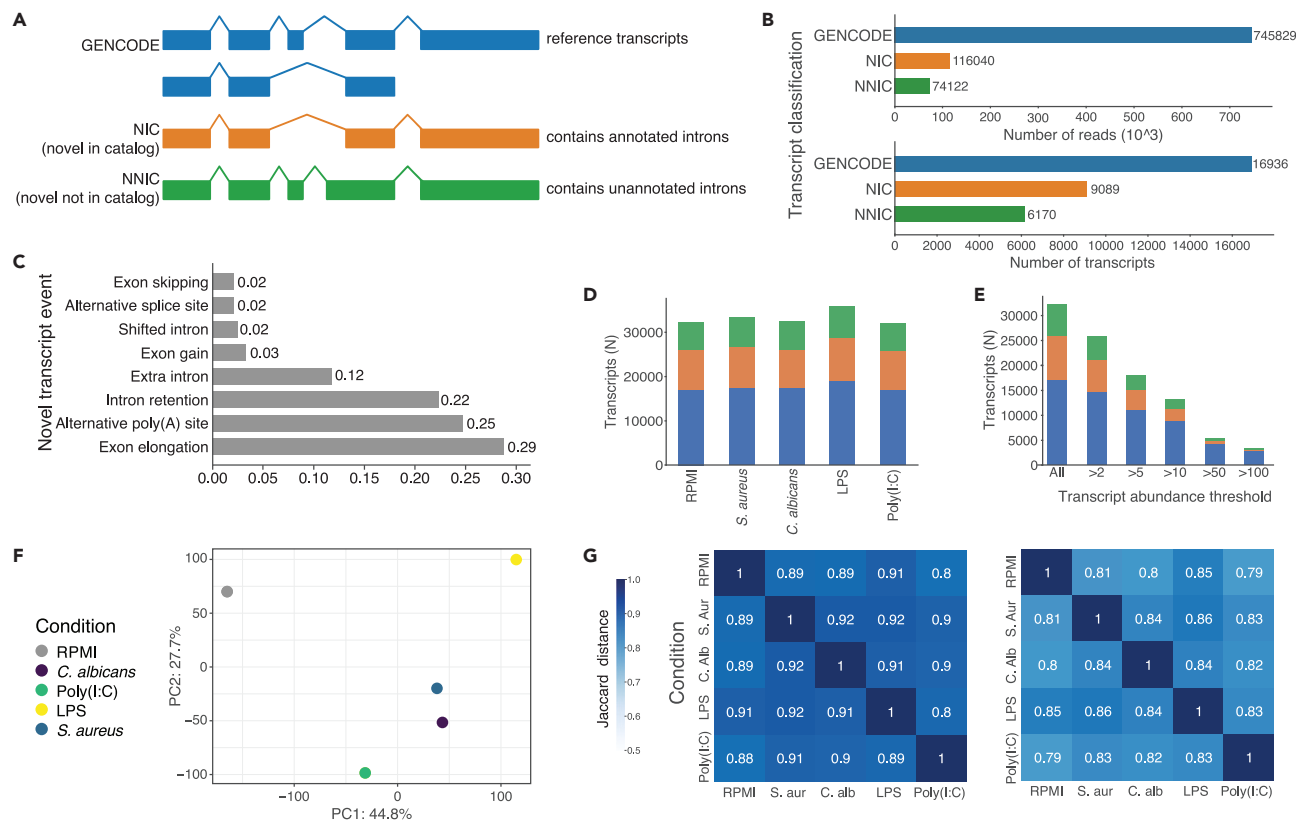 A
GENCODE
reference transcripts
NIC
(novel in catalog)
contains annotated introns
NNIC
(novel not in catalog)
contains unannotated introns
B
Transcript classification
GENCODE
745829
NIC
116040
NNIC
74122
0 100 200 300 400 500 600 700
Number of reads (10^3)
GENCODE
16936
NIC
9089
NNIC
6170
0 2000 4000 6000 8000 10000 12000 14000 16000
Number of transcripts
C
Novel transcript event
Exon skipping 0.02
Alternative splice site 0.02
Shifted intron 0.02
Exon gain 0.03
Extra intron 0.12
Intron retention 0.22
Alternative poly(A) site 0.25
Exon elongation 0.29
0.00 0.05 0.10 0.15 0.20 0.25 0.30
D
Transcripts (N)
30000
20000
10000
0
RPMI
S. aureus
C. albicans
LPS
Poly(I:C)
E
Transcripts (N)
30000
25000
20000
15000
10000
5000
0
All >2 >5 >10 >50 >100
Transcript abundance threshold
F
Condition
RPMI
C. albicans
Poly(I:C)
LPS
S. aureus
PC2: 27.7%
100
50
0
−50
−100
−100 0 100
PC1: 44.8%
G
Jaccard distance
1.0
0.9
0.8
0.7
0.6
-0.5
Condition
RPMI
1 0.89 0.89 0.91 0.8
S. Aur
0.89 1 0.92 0.92 0.9
C. Alb
0.89 0.92 1 0.91 0.9
LPS
0.91 0.92 0.91 1 0.8
Poly(I:C)
0.88 0.91 0.9 0.89 1
RPMI S. aur C. alb LPS Poly(I:C)
RPMI
1 0.81 0.8 0.85 0.79
S. Aur
0.81 1 0.84 0.86 0.83
C. Alb
0.8 0.84 1 0.84 0.82
LPS
0.85 0.86 0.84 1 0.83
Poly(I:C)
0.79 0.83 0.82 0.83 1
RPMI S. aur C. alb LPS Poly(I:C)